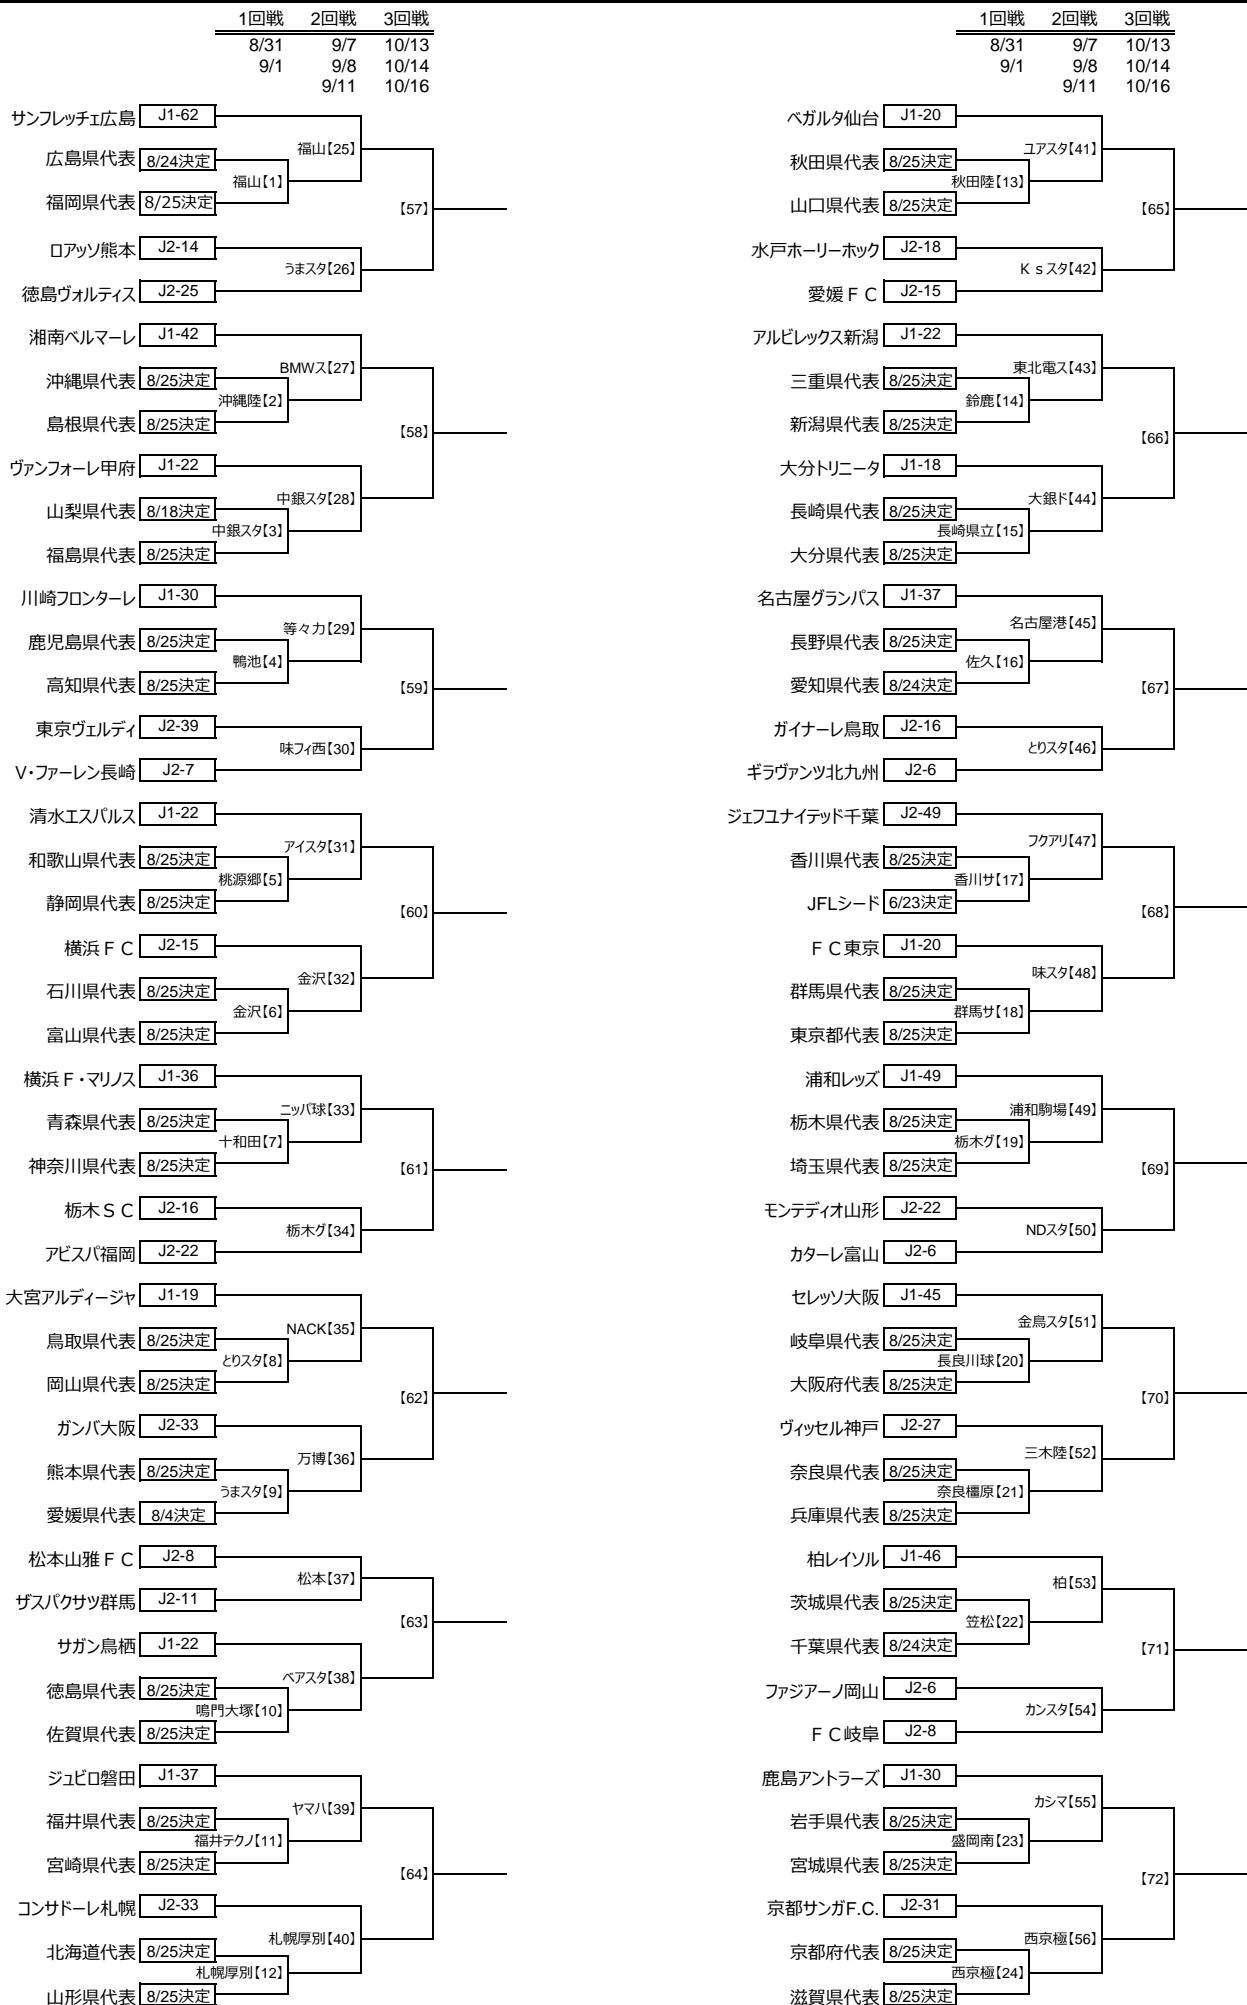 1回戦 2回戦 3回戦
8/31 9/7 10/13
9/1 9/8 10/14
9/11 10/16
サンフレッチェ広島 J1-62
福山【25】
広島県代表 8/24決定
福山【1】
福岡県代表 8/25決定
【57】
ロアッソ熊本 J2-14
うまスタ【26】
徳島ヴォルティス J2-25
湘南ベルマーレ J1-42
BMWス【27】
沖縄県代表 8/25決定
沖縄陸【2】
島根県代表 8/25決定
【58】
ヴァンフォーレ甲府 J1-22
中銀スタ【28】
山梨県代表 8/18決定
中銀スタ【3】
福島県代表 8/25決定
川崎フロンターレ J1-30
等々力【29】
鹿児島県代表 8/25決定
鴨池【4】
高知県代表 8/25決定
【59】
東京ヴェルディ J2-39
味フィ西【30】
V・ファーレン長崎 J2-7
清水エスパルス J1-22
アイスタ【31】
和歌山県代表 8/25決定
桃源郷【5】
静岡県代表 8/25決定
【60】
横浜ＦＣ J2-15
金沢【32】
石川県代表 8/25決定
金沢【6】
富山県代表 8/25決定
横浜Ｆ・マリノス J1-36
ニッパ球【33】
青森県代表 8/25決定
十和田【7】
神奈川県代表 8/25決定
【61】
栃木ＳＣ J2-16
栃木グ【34】
アビスパ福岡 J2-22
大宮アルディージャ J1-19
NACK【35】
鳥取県代表 8/25決定
とりスタ【8】
岡山県代表 8/25決定
【62】
ガンバ大阪 J2-33
万博【36】
熊本県代表 8/25決定
うまスタ【9】
愛媛県代表 8/4決定
松本山雅ＦＣ J2-8
松本【37】
ザスパクサツ群馬 J2-11
【63】
サガン鳥栖 J1-22
ベアスタ【38】
徳島県代表 8/25決定
鳴門大塚【10】
佐賀県代表 8/25決定
ジュビロ磐田 J1-37
ヤマハ【39】
福井県代表 8/25決定
福井テクノ【11】
宮崎県代表 8/25決定
【64】
コンサドーレ札幌 J2-33
札幌厚別【40】
北海道代表 8/25決定
札幌厚別【12】
山形県代表 8/25決定
1回戦 2回戦 3回戦
8/31 9/7 10/13
9/1 9/8 10/14
9/11 10/16
ベガルタ仙台 J1-20
ユアスタ【41】
秋田県代表 8/25決定
秋田陸【13】
山口県代表 8/25決定
【65】
水戸ホーリーホック J2-18
Ｋｓスタ【42】
愛媛ＦＣ J2-15
アルビレックス新潟 J1-22
東北電ス【43】
三重県代表 8/25決定
鈴鹿【14】
新潟県代表 8/25決定
【66】
大分トリニータ J1-18
大銀ド【44】
長崎県代表 8/25決定
長崎県立【15】
大分県代表 8/25決定
名古屋グランパス J1-37
名古屋港【45】
長野県代表 8/25決定
佐久【16】
愛知県代表 8/24決定
【67】
ガイナーレ鳥取 J2-16
とりスタ【46】
ギラヴァンツ北九州 J2-6
ジェフユナイテッド千葉 J2-49
フクアリ【47】
香川県代表 8/25決定
香川サ【17】
JFLシード 6/23決定
【68】
ＦＣ東京 J1-20
味スタ【48】
群馬県代表 8/25決定
群馬サ【18】
東京都代表 8/25決定
浦和レッズ J1-49
浦和駒場【49】
栃木県代表 8/25決定
栃木グ【19】
埼玉県代表 8/25決定
【69】
モンテディオ山形 J2-22
NDスタ【50】
カターレ富山 J2-6
セレッソ大阪 J1-45
金鳥スタ【51】
岐阜県代表 8/25決定
長良川球【20】
大阪府代表 8/25決定
【70】
ヴィッセル神戸 J2-27
三木陸【52】
奈良県代表 8/25決定
奈良橿原【21】
兵庫県代表 8/25決定
柏レイソル J1-46
柏【53】
茨城県代表 8/25決定
笠松【22】
千葉県代表 8/24決定
【71】
ファジアーノ岡山 J2-6
カンスタ【54】
ＦＣ岐阜 J2-8
鹿島アントラーズ J1-30
カシマ【55】
岩手県代表 8/25決定
盛岡南【23】
宮城県代表 8/25決定
【72】
京都サンガF.C. J2-31
西京極【56】
京都府代表 8/25決定
西京極【24】
滋賀県代表 8/25決定